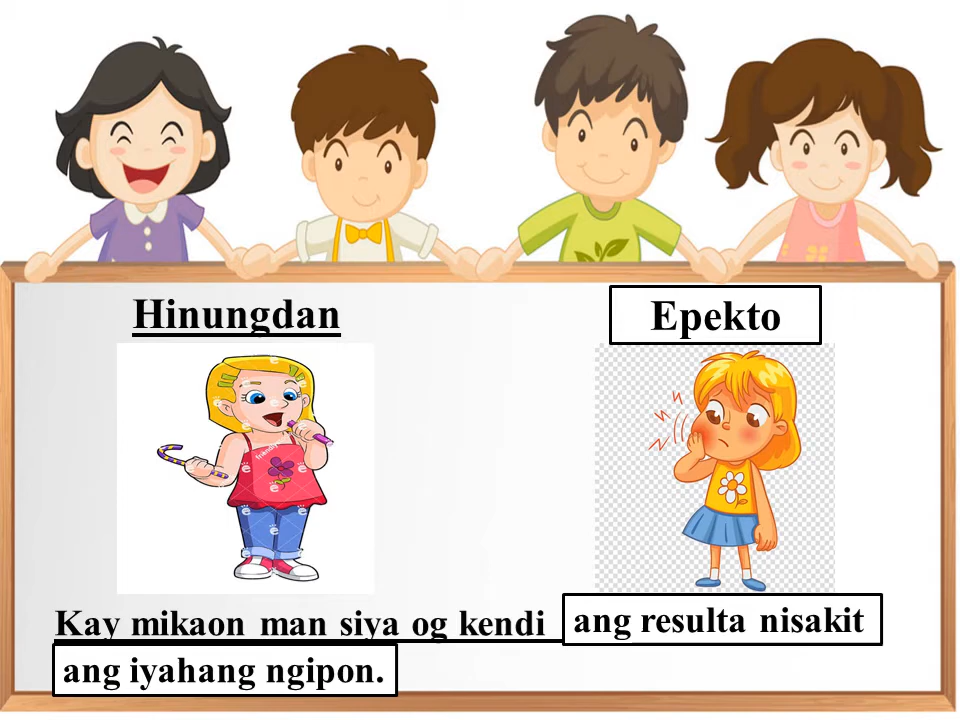 Hinungdan
Epekto
Kay mikaon man siya og kendi ang resulta nisakit
ang iyahang ngipon.